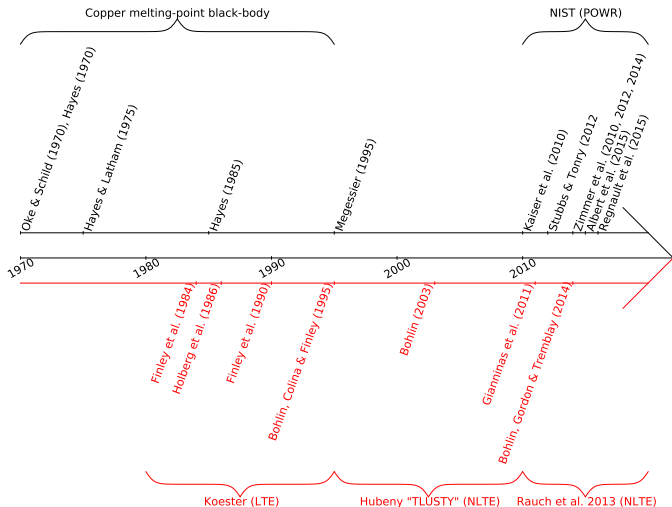 Copper melting-point black-body
NIST (POWR)
Oke & Schild (1970), Hayes (1970)
Hayes & Latham (1975)
Hayes (1985)
Megessier (1995)
Kaiser et al. (2010)
Stubbs & Tonry (2012
Zimmer et al. (2010, 2012, 2014)
Albert et al. (2015)
Regnault et al. (2015)
1970
1980
1990
2000
2010
Finley et al. (1984)
Holberg et al. (1986)
Finley et al. (1990)
Bohlin, Colina & Finley (1995)
Bohlin (2003)
Gianninas et al. (2011)
Bohlin, Gordon & Tremblay (2014)
Koester (LTE)
Hubeny "TLUSTY" (NLTE)
Rauch et al. 2013 (NLTE)